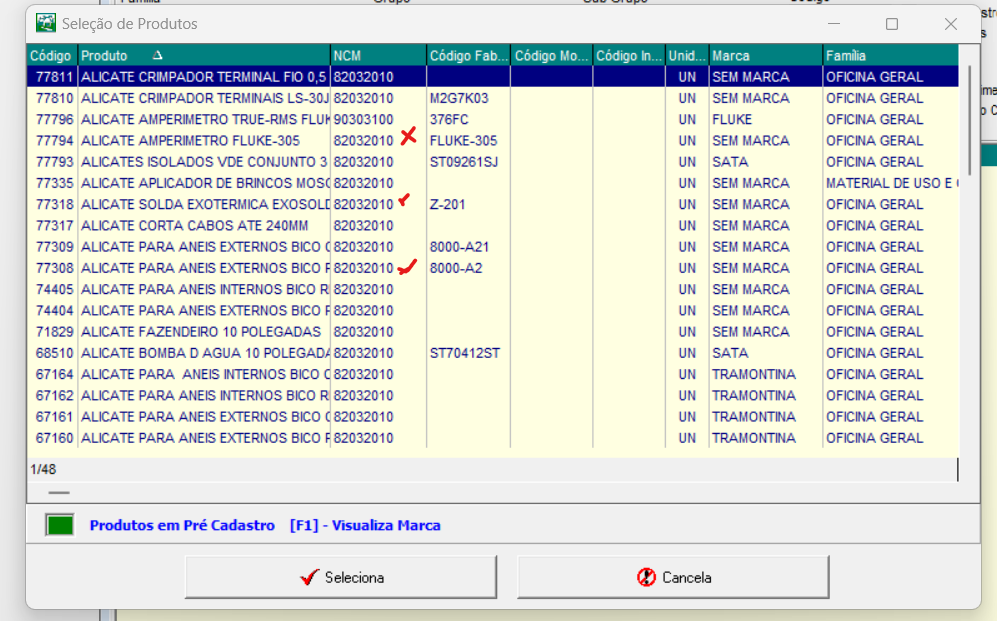 Família
Grupo
Sub Grupo
Código
Seleção de Produtos
Código Produto NCM Código Fab... Código Mo... Código In... Unid... Marca Família
77811 ALICATE CRIMPADOR TERMINAL FIO 0,5 82032010 UN SEM MARCA OFICINA GERAL
77810 ALICATE CRIMPADOR TERMINAIS LS-30J 82032010 M2G7K03 UN SEM MARCA OFICINA GERAL
77796 ALICATE AMPERIMETRO TRUE-RMS FLUK 90303100 376FC UN FLUKE OFICINA GERAL
77794 ALICATE AMPERIMETRO FLUKE-305 82032010 FLUKE-305 UN SEM MARCA OFICINA GERAL
77793 ALICATES ISOLADOS VDE CONJUNTO 3 82032010 ST09261SJ UN SATA OFICINA GERAL
77335 ALICATE APLICADOR DE BRINCOS MOSC 82032010 UN SEM MARCA MATERIAL DE USO E
77318 ALICATE SOLDA EXOTERMICA EXOSOLD 82032010 Z-201 UN SEM MARCA OFICINA GERAL
77317 ALICATE CORTA CABOS ATE 240MM 82032010 UN SEM MARCA OFICINA GERAL
77309 ALICATE PARA ANEIS EXTERNOS BICO 82032010 8000-A21 UN SEM MARCA OFICINA GERAL
77308 ALICATE PARA ANEIS EXTERNOS BICO 82032010 8000-A2 UN SEM MARCA OFICINA GERAL
74405 ALICATE PARA ANEIS INTERNOS BICO R 82032010 UN SEM MARCA OFICINA GERAL
74404 ALICATE PARA ANEIS EXTERNOS BICO 82032010 UN SEM MARCA OFICINA GERAL
71829 ALICATE FAZENDEIRO 10 POLEGADAS 82032010 UN SEM MARCA OFICINA GERAL
68510 ALICATE BOMBA D AGUA 10 POLEGADA 82032010 ST70412ST UN SATA OFICINA GERAL
67164 ALICATE PARA ANEIS INTERNOS BICO 82032010 UN TRAMONTINA OFICINA GERAL
67162 ALICATE PARA ANEIS INTERNOS BICO R 82032010 UN TRAMONTINA OFICINA GERAL
67161 ALICATE PARA ANEIS EXTERNOS BICO 82032010 UN TRAMONTINA OFICINA GERAL
67160 ALICATE PARA ANEIS EXTERNOS BICO 82032010 UN TRAMONTINA OFICINA GERAL
1/48
Produtos em Pré Cadastro [F1] - Visualiza Marca
Seleciona
Cancela